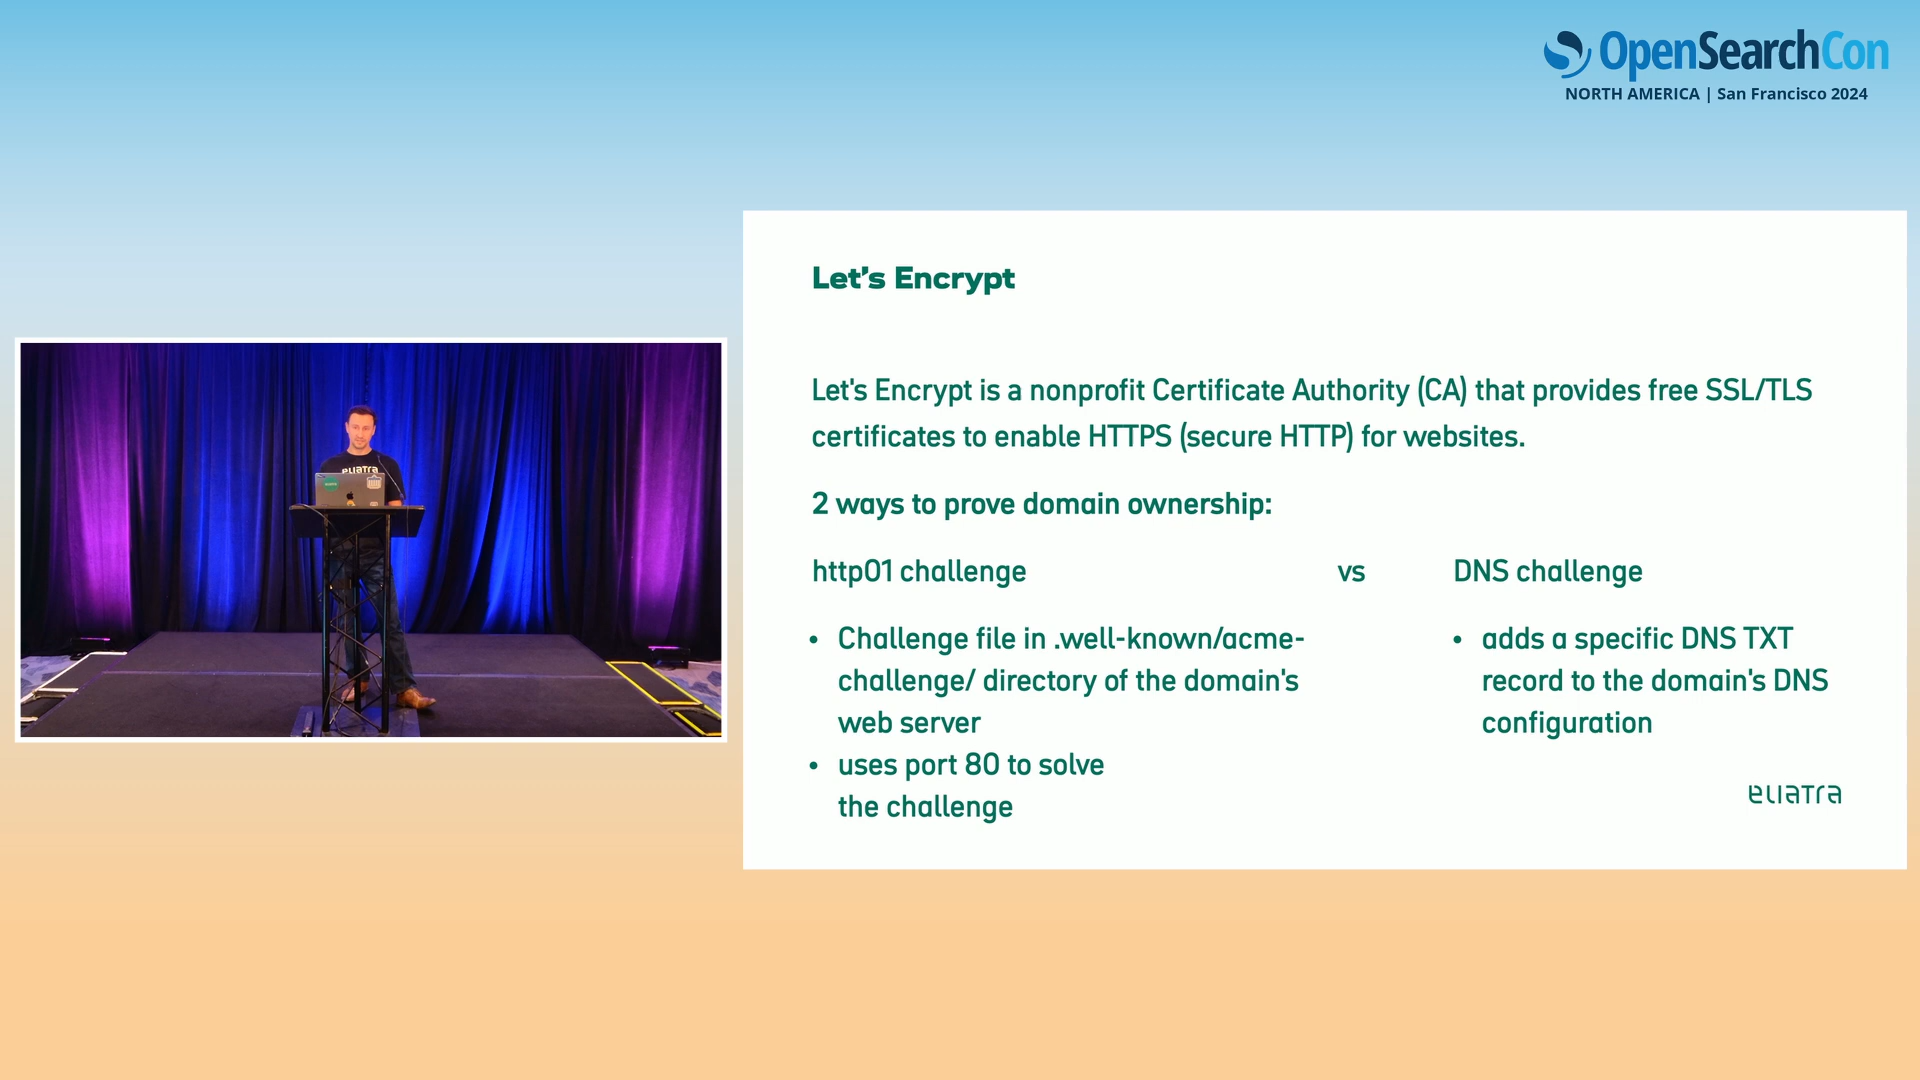 OpenSearchCon
NORTH AMERICA | San Francisco 2024
Let's Encrypt
Let's Encrypt is a nonprofit Certificate Authority (CA) that provides free SSL/TLS
certificates to enable HTTPS (secure HTTP) for websites.
2 ways to prove domain ownership:
http01 challenge vs DNS challenge
• Challenge file in .well-known/acme-
challenge/ directory of the domain's
web server
• uses port 80 to solve
the challenge
• adds a specific DNS TXT
record to the domain's DNS
configuration
eliatra
eliatra